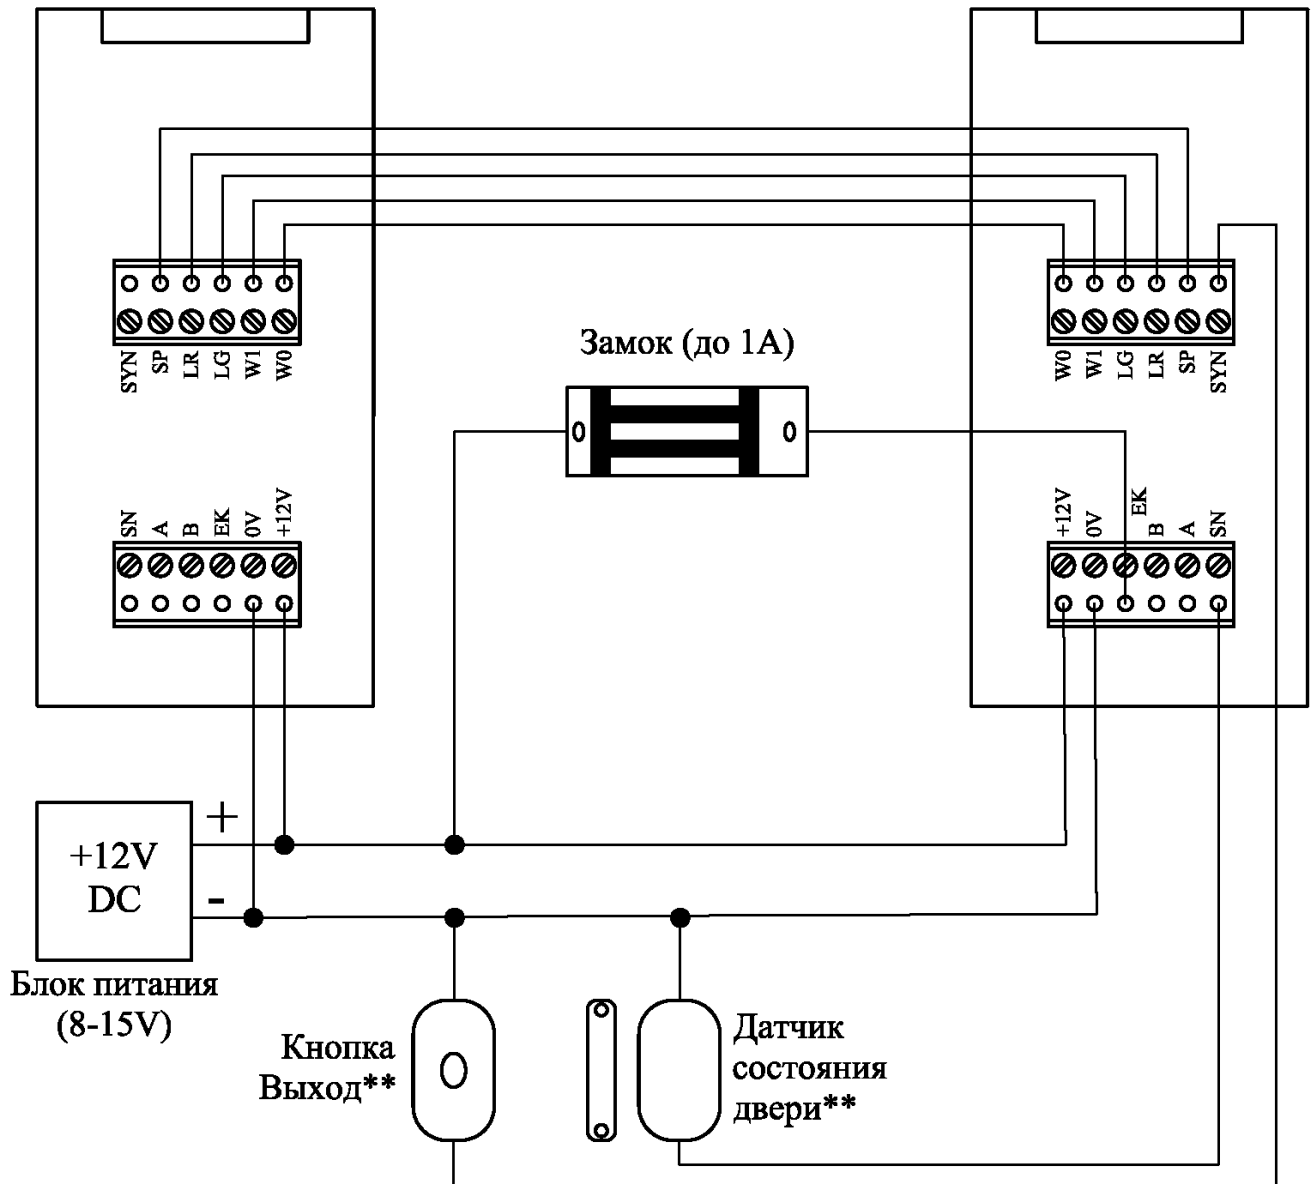 Замок (до 1А)
SYN
SP
LR
LG
W1
W0
W0
W1
LG
LR
SP
SYN
SN
A
B
EK
0V
+12V
+12V
0V
EK
B
A
SN
+
+12V
DC
-
Блок питания
(8-15V)
Кнопка
Выход**
Датчик
состояния
двери**